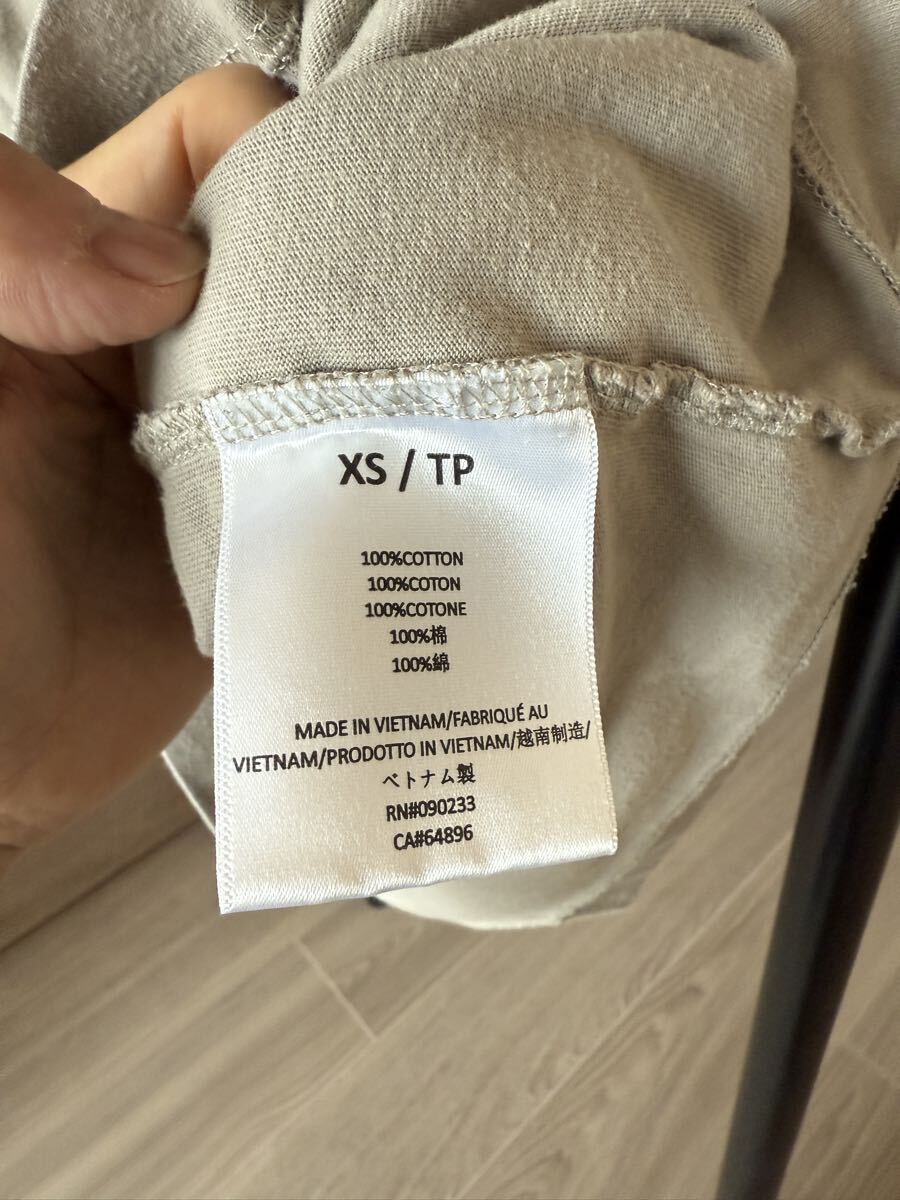 XS / TP
100%COTTON
100%COTON
100%COTONE
100%棉
100%綿
MADE IN VIETNAM/FABRIQUÉ AU
VIETNAM/PRODOTTO IN VIETNAM/越南制造/
ベトナム製
RN#090233
CA#64896